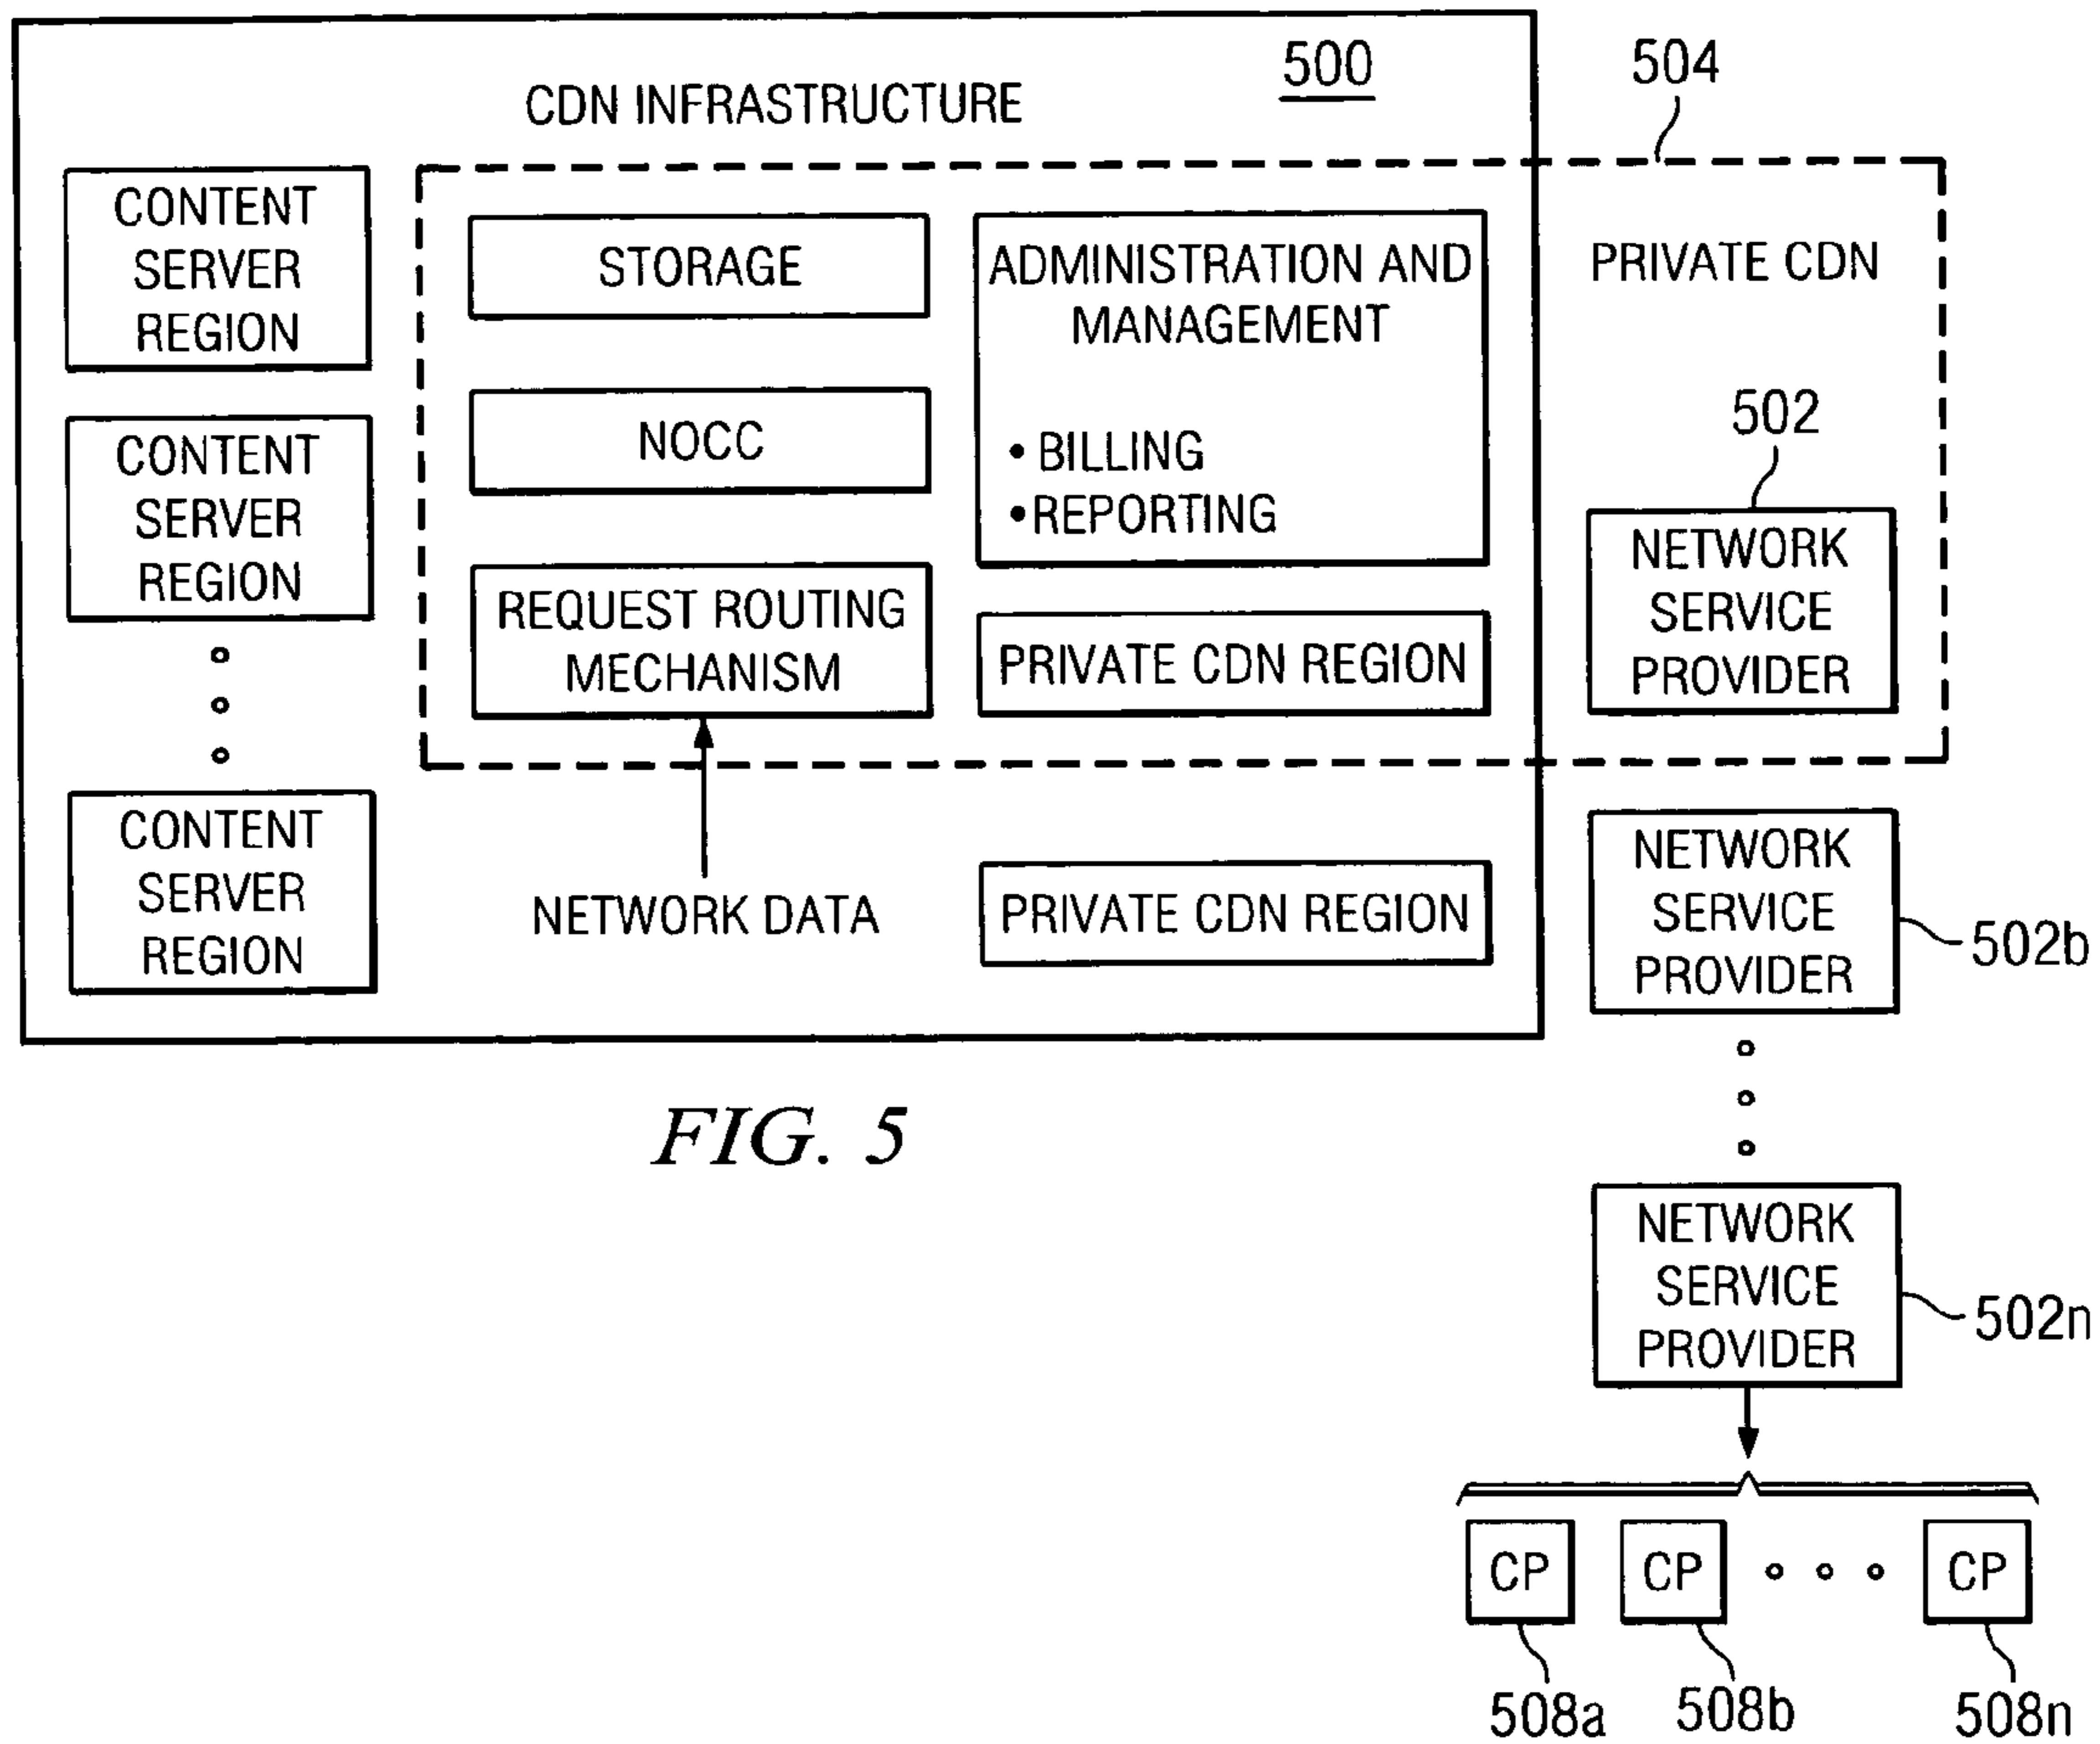 500
504
CDN INFRASTRUCTURE
CONTENT
SERVER
REGION
STORAGE
ADMINISTRATION AND
MANAGEMENT
• BILLING
• REPORTING
PRIVATE CDN
CONTENT
SERVER
REGION
NOCC
502
NETWORK
SERVICE
PROVIDER
REQUEST ROUTING
MECHANISM
PRIVATE CDN REGION
CONTENT
SERVER
REGION
NETWORK DATA
PRIVATE CDN REGION
NETWORK
SERVICE
PROVIDER
502b
FIG. 5
NETWORK
SERVICE
PROVIDER
502n
CP
CP
CP
508a
508b
508n